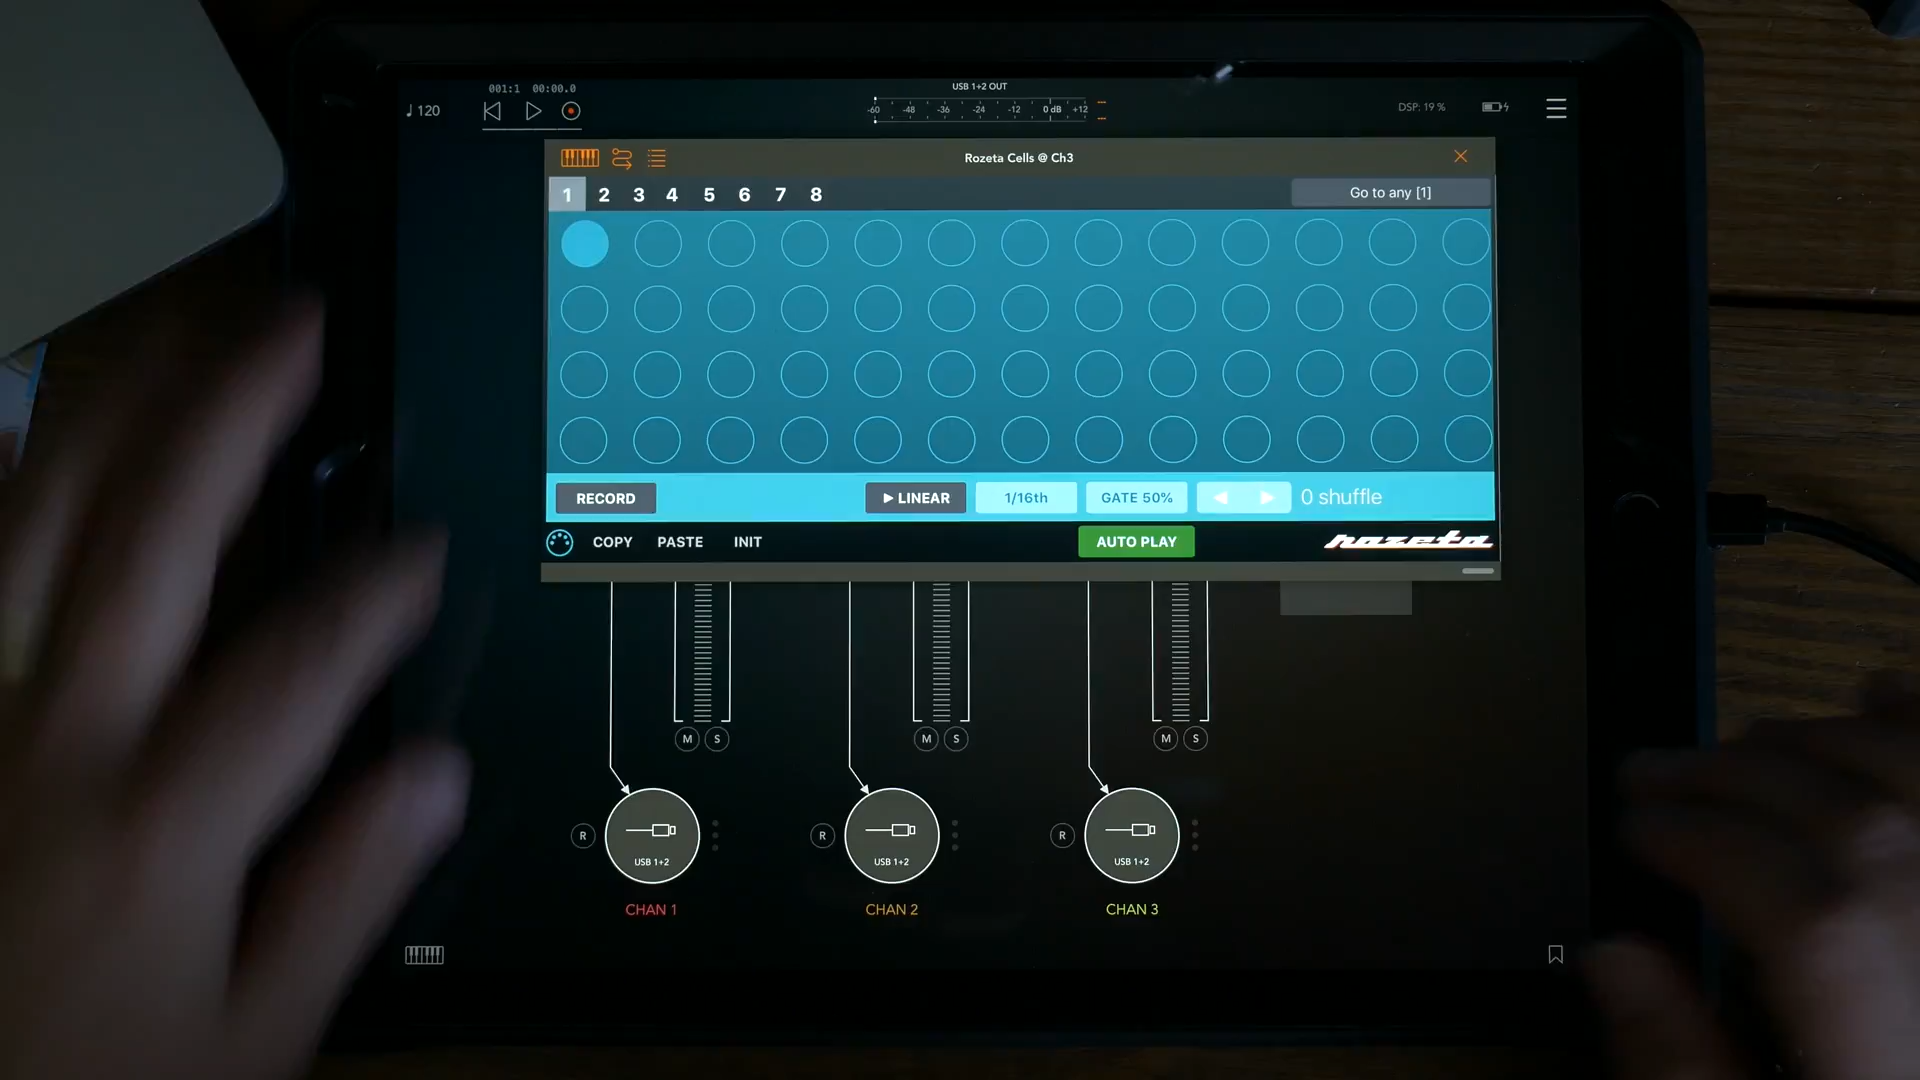 001:1 00:00.0
♩ 120
USB 1+2 OUT
-60 -48 -36 -24 -12 0 dB +12
DSP: 19 %
Rozeta Cells @ Ch3
1 2 3 4 5 6 7 8
Go to any [1]
RECORD
LINEAR
1/16th
GATE 50%
0 shuffle
COPY PASTE INIT
AUTO PLAY
rozeta
M S M S M S
R R R
USB 1+2 USB 1+2 USB 1+2
CHAN 1 CHAN 2 CHAN 3